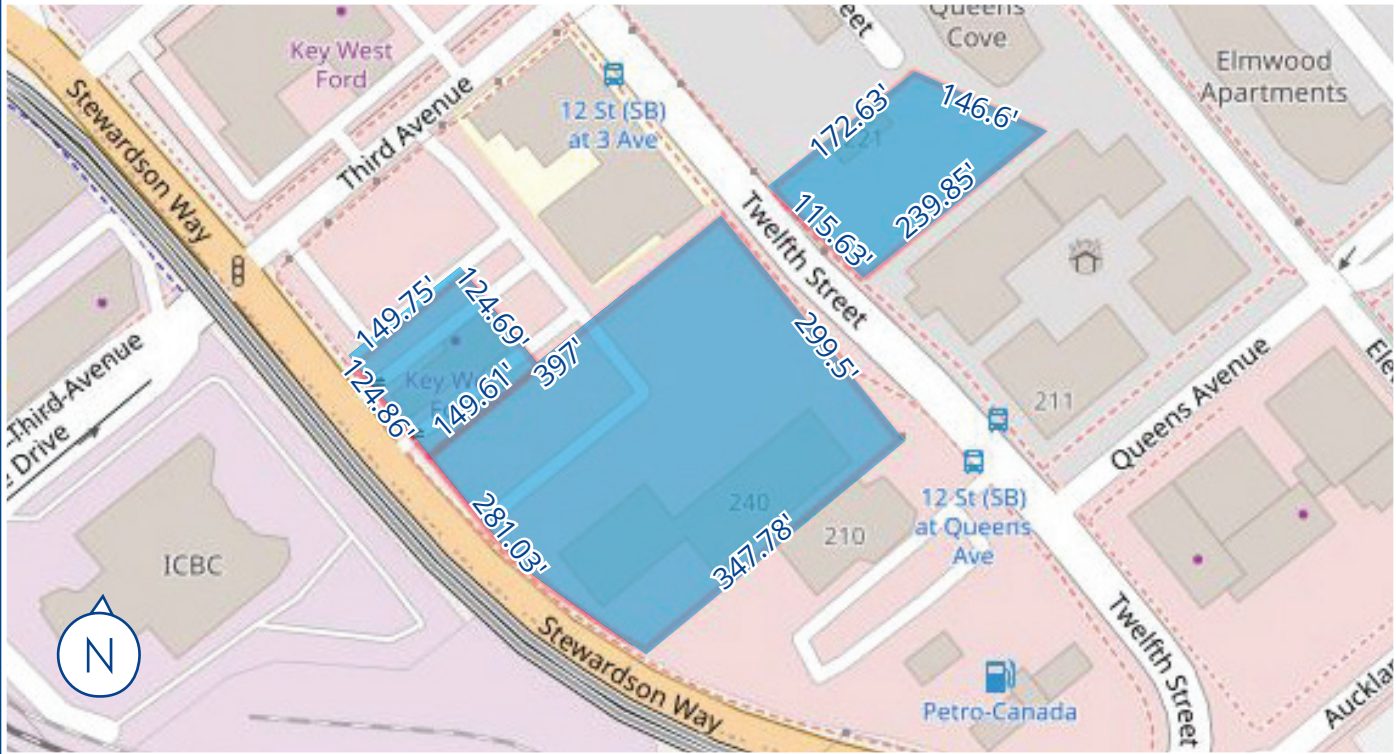 Key West
Ford
eet
Queens
Cove
Elmwood
Apartments
Stewardson Way
Third Avenue
12 St (SB)
at 3 Ave
172.63'
146.6'
221
115.63'
239.85'
Twelfth Street
149.75'
124.69'
397'
299.5'
124.86'
149.61'
Third Avenue
e Drive
281.03'
347.78'
240
210
211
Queens Avenue
12 St (SB)
at Queens
Ave
ICBC
N
Stewardson Way
Twelfth Street
Petro-Canada